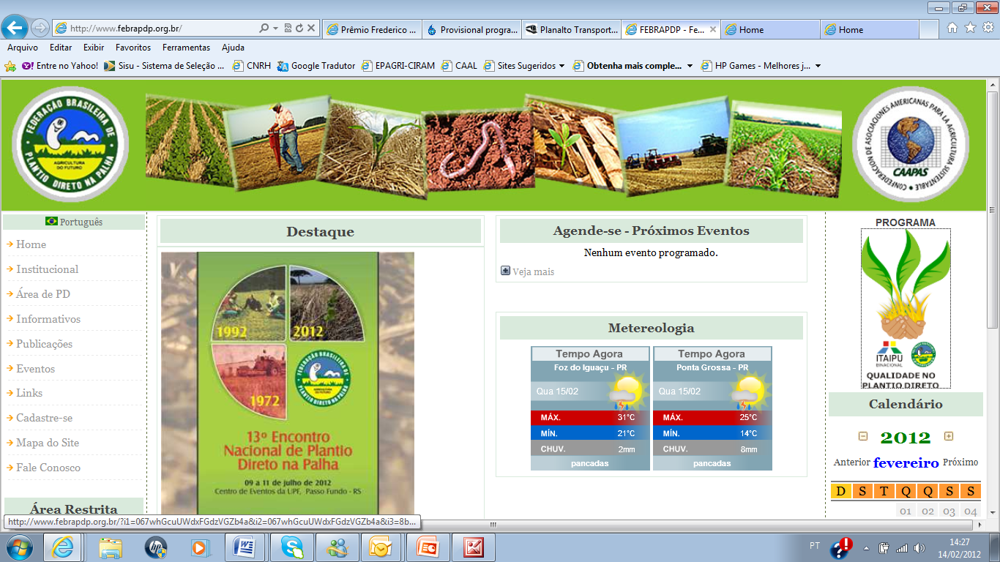 http://www.febrapdp.org.br/
Prêmio Frederico ...
Provisional progra...
Planalto Transport...
FEBRAPDP - Fe...
Home
Home
Arquivo Editar Exibir Favoritos Ferramentas Ajuda
Entre no Yahoo!
Sisu - Sistema de Seleção ...
CNRH
Google Tradutor
EPAGRI-CIRAM
CAAL
Sites Sugeridos
Obtenha mais comple...
HP Games - Melhores j...
FEDERAÇÃO BRASILEIRA DE
PLANTIO DIRETO NA PALHA
AGRICULTURA
DO FUTURO
CONFEDERACION DE ASOCIACIONES AMERICANAS PARA LA AGRICULTURA SUSTENTABLE
CAAPAS
Português
Home
Institucional
Área de PD
Informativos
Publicações
Eventos
Links
Cadastre-se
Mapa do Site
Fale Conosco
Área Restrita
Destaque
1992
2012
1972
FEDERAÇÃO BRASILEIRA DE
PLANTIO DIRETO NA PALHA
13º Encontro
Nacional de Plantio
Direto na Palha
09 a 11 de julho de 2012
Centro de Eventos da UPF, Passo Fundo - RS
Agende-se - Próximos Eventos
Nenhum evento programado.
Veja mais
Metereologia
Tempo Agora
Foz do Iguaçu - PR
Qua 15/02
MÁX. 31°C
MÍN. 21°C
CHUV. 2mm
pancadas
Tempo Agora
Ponta Grossa - PR
Qua 15/02
MÁX. 25°C
MÍN. 14°C
CHUV. 8mm
pancadas
PROGRAMA
ITAIPU
BINACIONAL
QUALIDADE NO
PLANTIO DIRETO
Calendário
2012
Anterior fevereiro Próximo
D S T Q Q S S
01 02 03 04
http://www.febrapdp.org.br/?i1=067whGcuUWdxFGdzVGZb4a&i2=067whGcuUWdxFGdzVGZb4a&i3=8b...
PT
14:27
14/02/2012